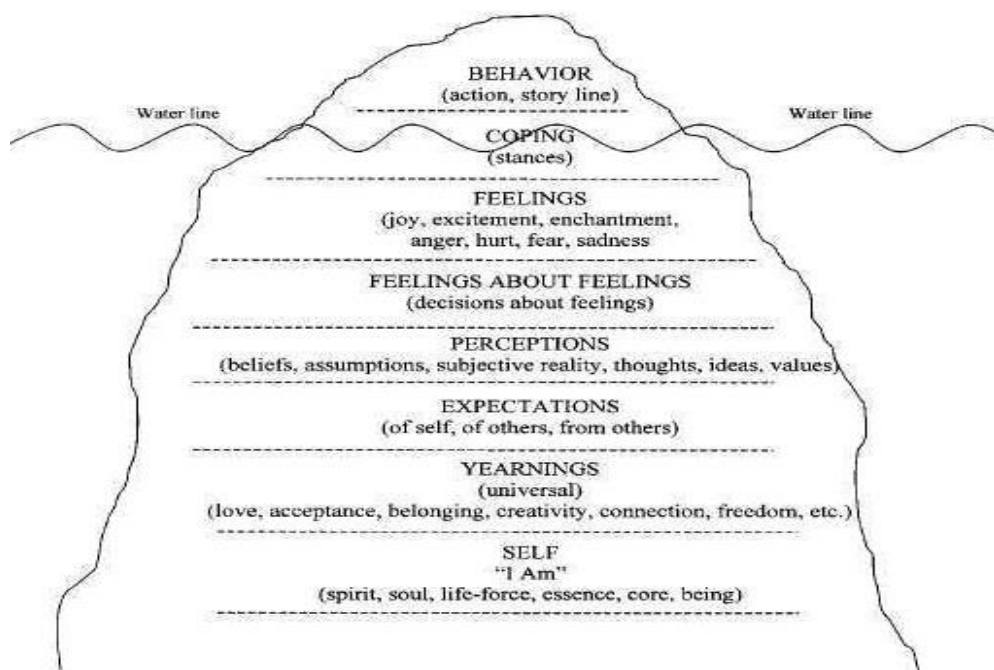 BEHAVIOR
(action, story line)
Water line
Water line
COPING
(stances)
FEELINGS
(joy, excitement, enchantment,
anger, hurt, fear, sadness
FEELINGS ABOUT FEELINGS
(decisions about feelings)
PERCEPTIONS
(beliefs, assumptions, subjective reality, thoughts, ideas, values)
EXPECTATIONS
(of self, of others, from others)
YEARNINGS
(universal)
(love, acceptance, belonging, creativity, connection, freedom, etc.)
SELF
“I Am”
(spirit, soul, life-force, essence, core, being)